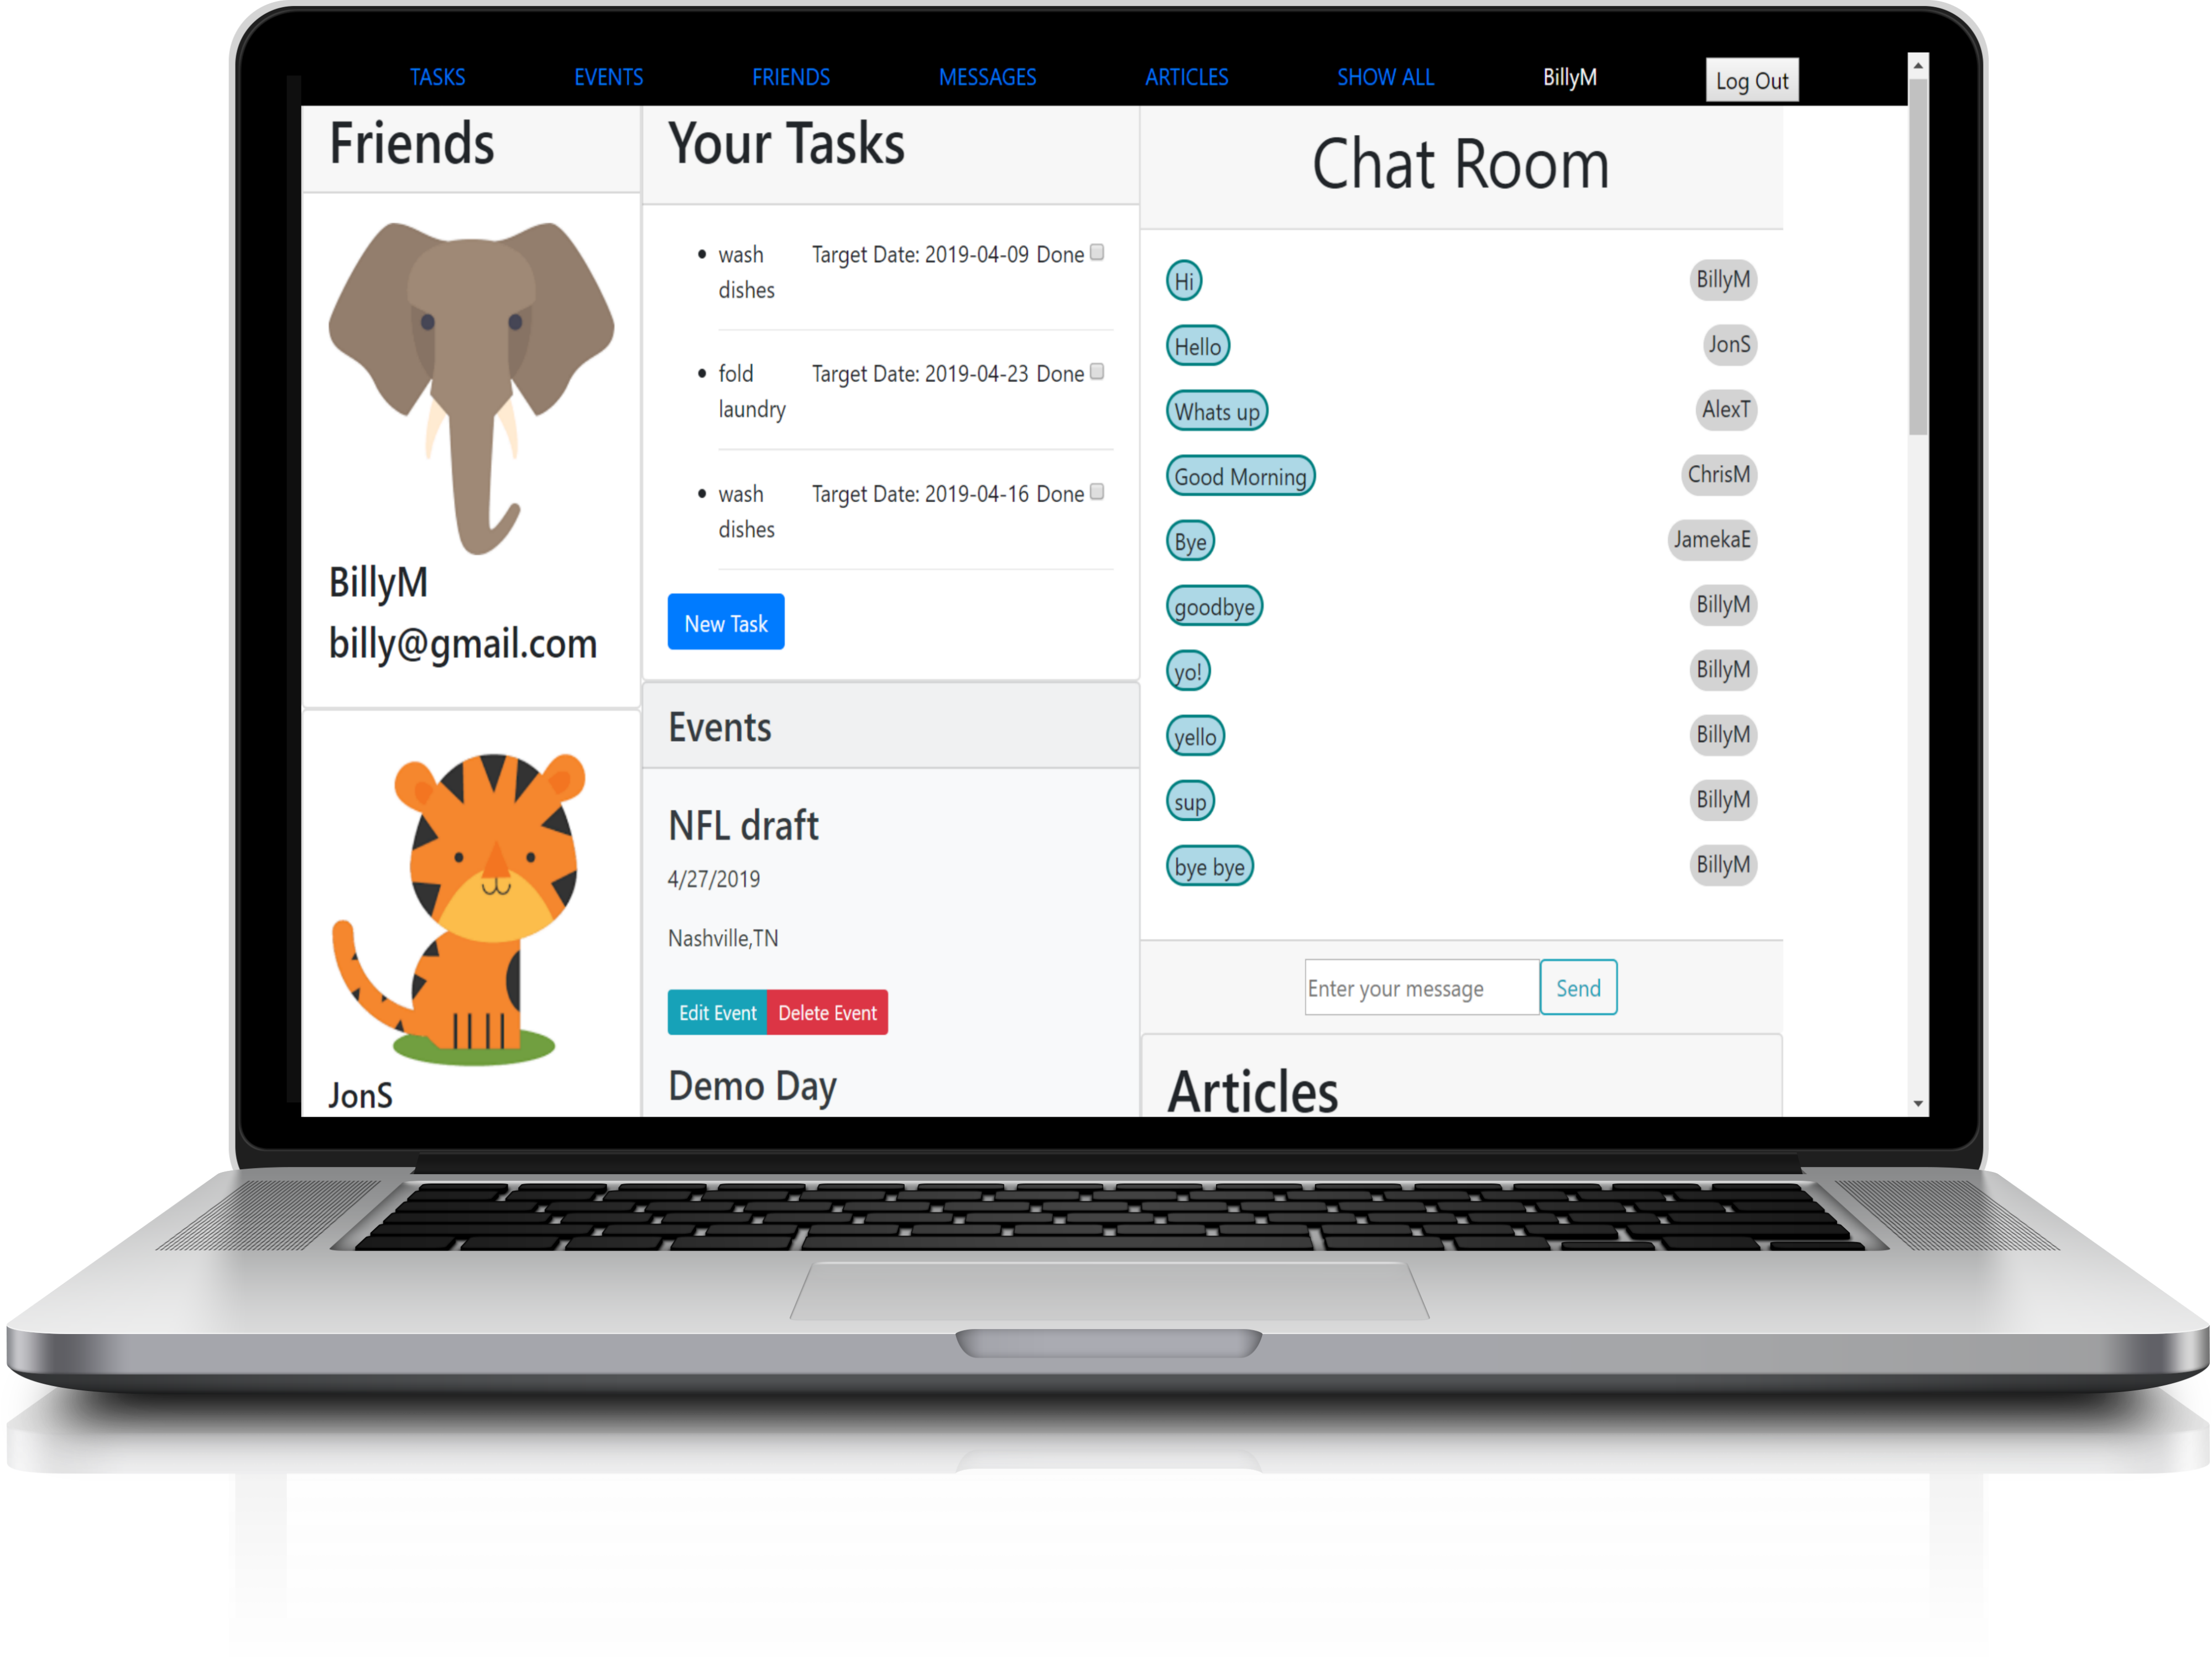 TASKS EVENTS FRIENDS MESSAGES ARTICLES SHOW ALL BillyM Log Out
Friends
BillyM
billy@gmail.com
JonS
Your Tasks
wash dishes Target Date: 2019-04-09 Done
fold laundry Target Date: 2019-04-23 Done
wash dishes Target Date: 2019-04-16 Done
New Task
Events
NFL draft
4/27/2019
Nashville,TN
Edit Event Delete Event
Demo Day
Chat Room
Hi BillyM
Hello JonS
Whats up AlexT
Good Morning ChrisM
Bye JamekaE
goodbye BillyM
yo! BillyM
yello BillyM
sup BillyM
bye bye BillyM
Enter your message Send
Articles